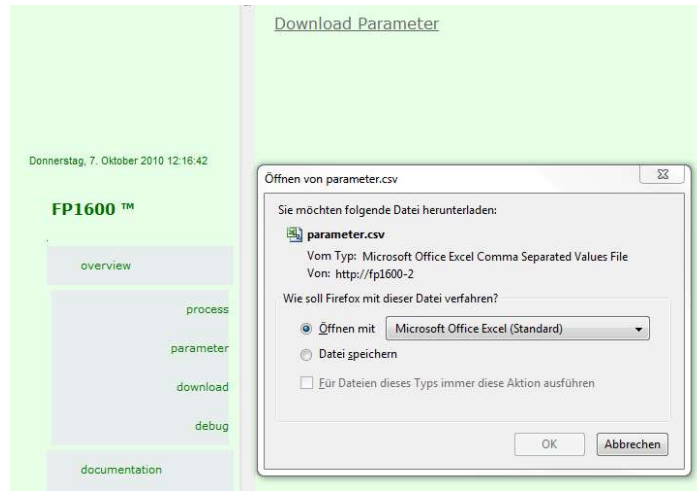 Download Parameter
Donnerstag, 7. Oktober 2010 12:16:42
FP1600 ™
overview
process
parameter
download
debug
documentation
Öffnen von parameter.csv
Sie möchten folgende Datei herunterladen:
parameter.csv
Vom Typ: Microsoft Office Excel Comma Separated Values File
Von: http://fp1600-2
Wie soll Firefox mit dieser Datei verfahren?
Öffnen mit Microsoft Office Excel (Standard)
Datei speichern
Für Dateien dieses Typs immer diese Aktion ausführen
OK Abbrechen